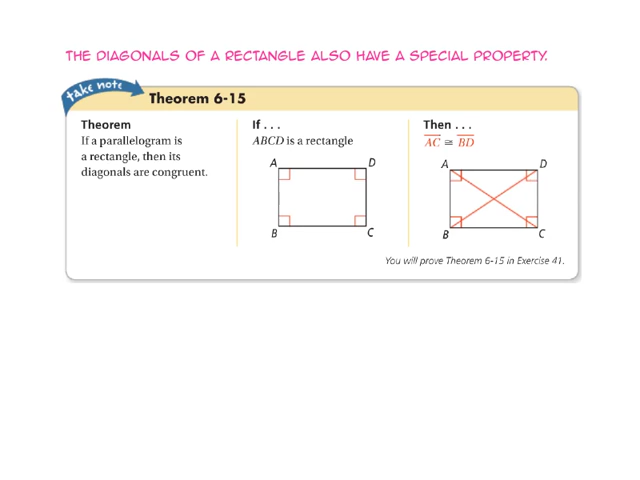 THE DIAGONALS OF A RECTANGLE ALSO HAVE A SPECIAL PROPERTY.
take note
Theorem 6-15
Theorem
If a parallelogram is
a rectangle, then its
diagonals are congruent.
If . . .
ABCD is a rectangle
A D
B C
Then . . .
AC ≅ BD
A D
B C
You will prove Theorem 6-15 in Exercise 41.